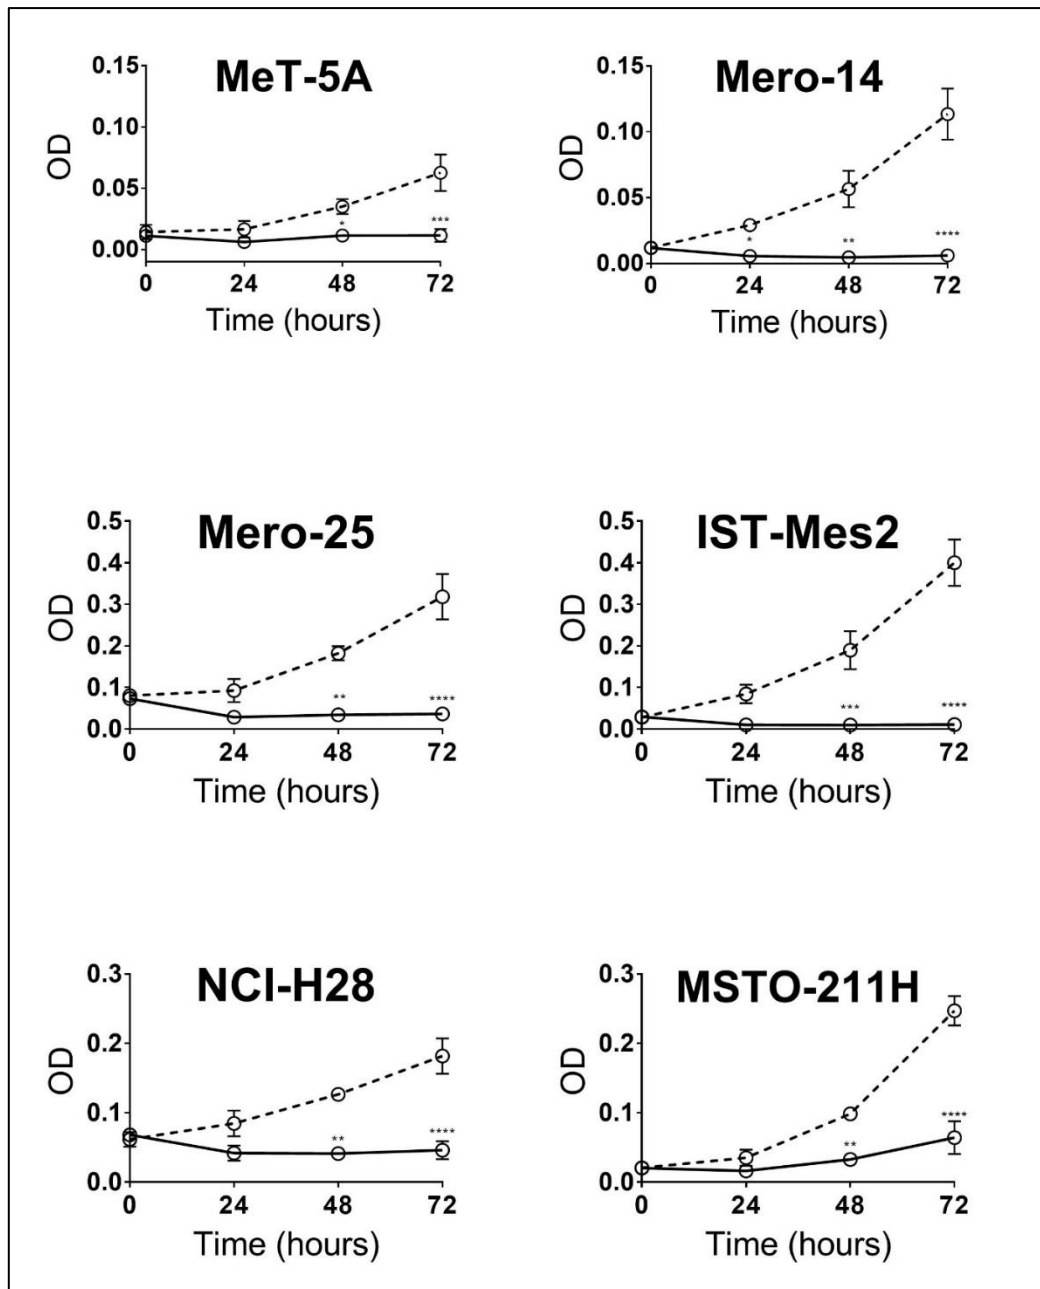 MeT-5A
0.15
0.10
0.05
0.00
OD
*
***
0 24 48 72
Time (hours)
Mero-14
0.15
0.10
0.05
0.00
OD
*
**
****
0 24 48 72
Time (hours)
Mero-25
0.5
0.4
0.3
0.2
0.1
0.0
OD
**
****
0 24 48 72
Time (hours)
IST-Mes2
0.5
0.4
0.3
0.2
0.1
0.0
OD
***
****
0 24 48 72
Time (hours)
NCI-H28
0.3
0.2
0.1
0.0
OD
**
****
0 24 48 72
Time (hours)
MSTO-211H
0.3
0.2
0.1
0.0
OD
**
****
0 24 48 72
Time (hours)